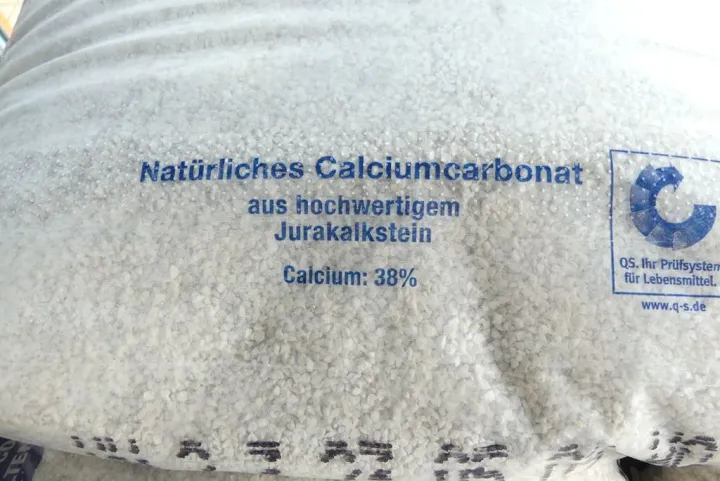 Natürliches Calciumcarbonat
aus hochwertigem
Jurakalkstein
Calcium: 38%
QS. Ihr Prüfsystem
für Lebensmittel.
www.q-s.de